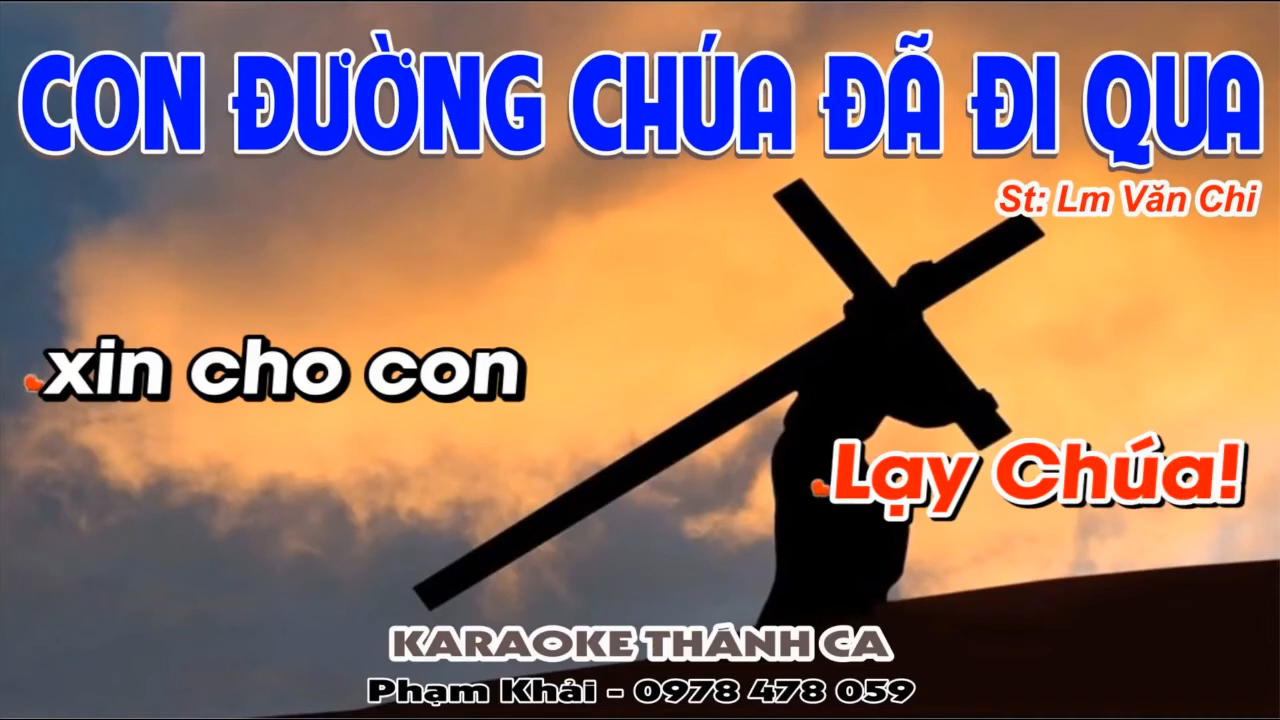 CON ĐƯỜNG CHÚA ĐÃ ĐI QUA
St: Lm Văn Chi
xin cho con
Lạy Chúa!
KARAOKE THÁNH CA
Phạm Khải - 0978 478 059